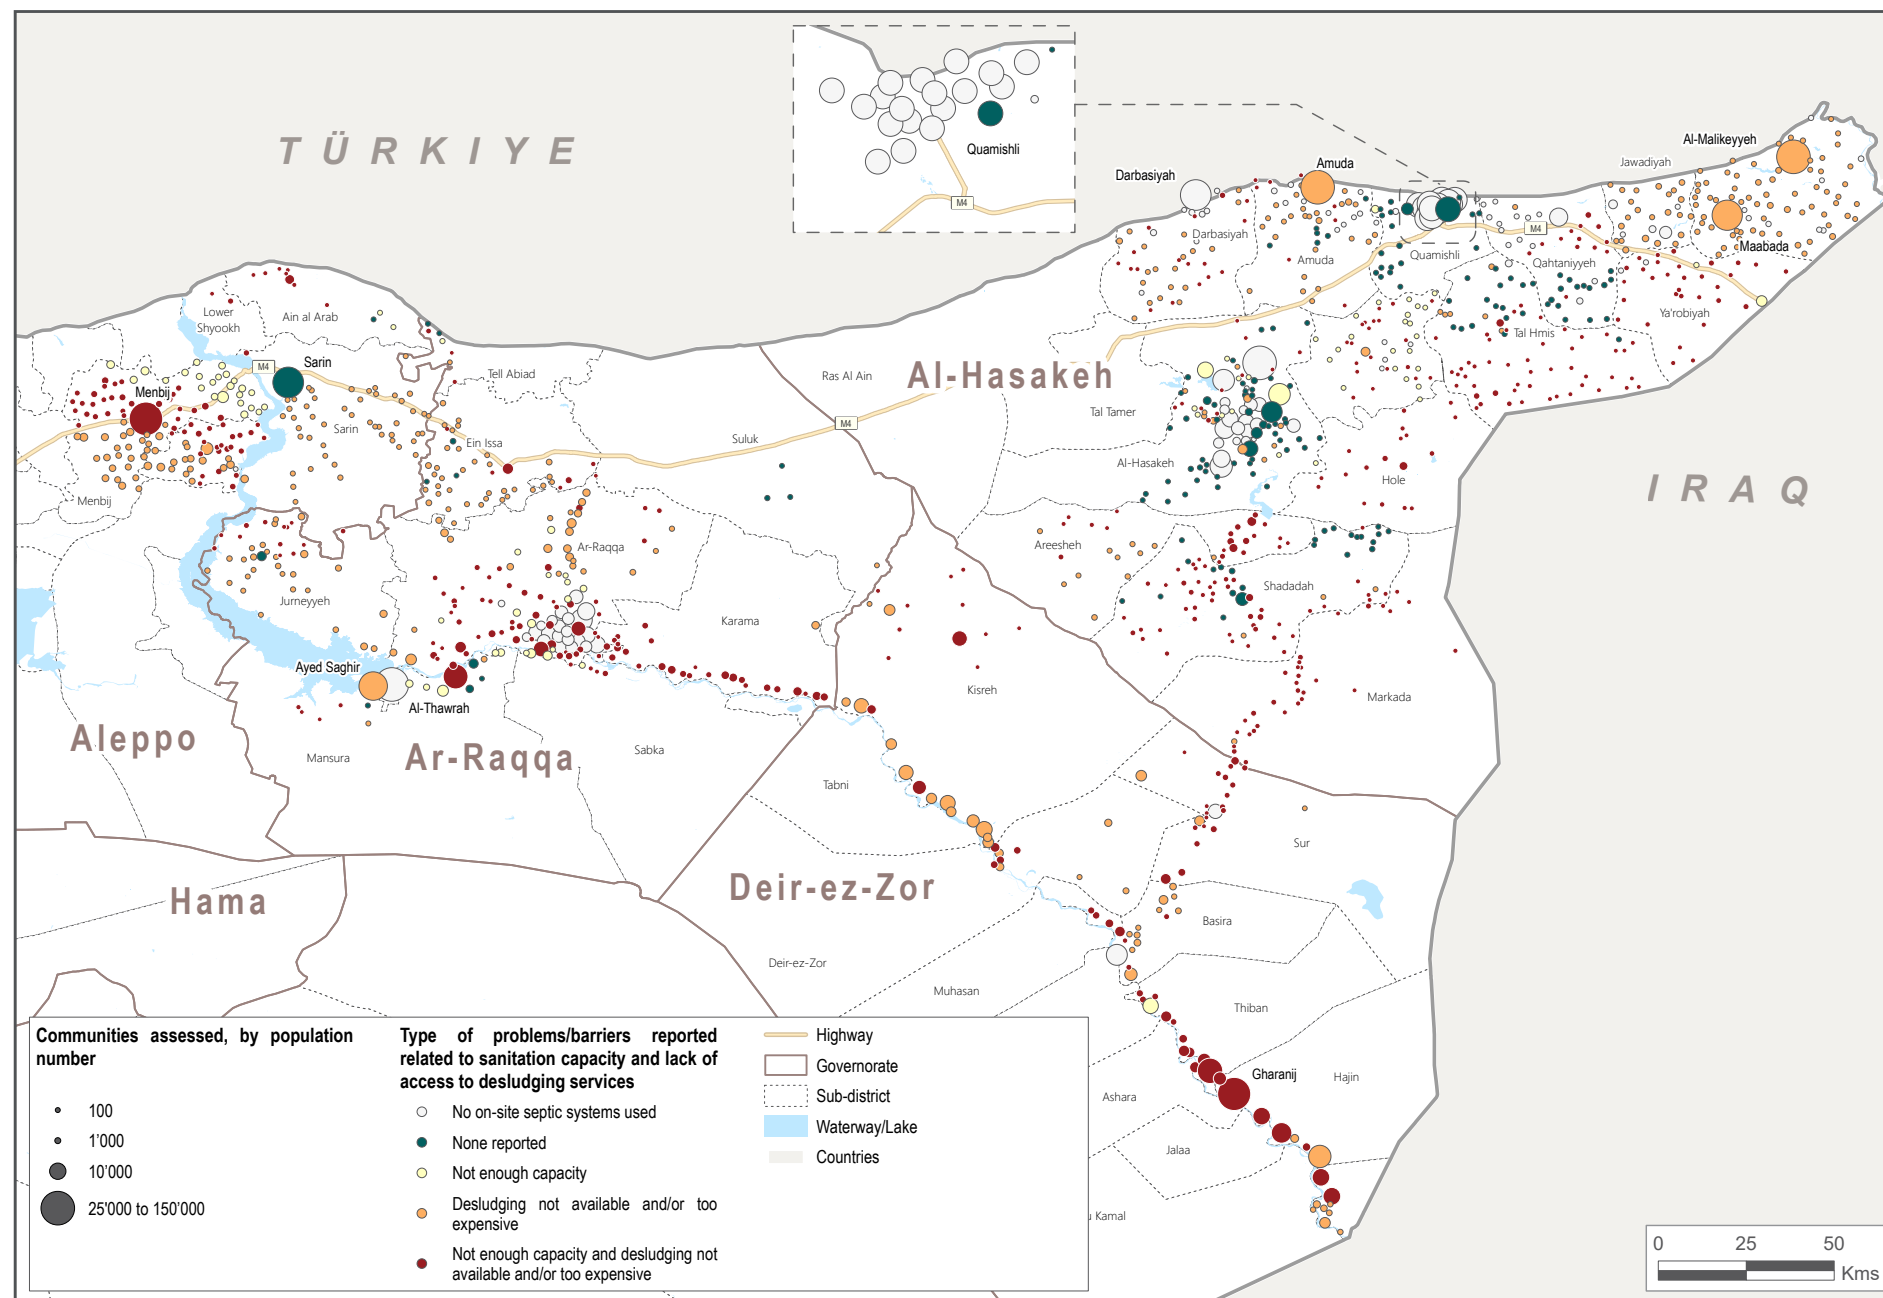 TÜRKIYE
Quamishli
M4
Al-Malikeyyeh
Jawadiyah
Amuda
Darbasiyah
Maabada
Darbasiyah
Amuda
Quamishli
M4
Qahtaniyyeh
Ya'robiyah
Tal Hmis
Lower
Shyookh
Ain al Arab
M4
Sarin
Tell Abiad
Ras Al Ain
Al-Hasakeh
Menbij
Tal Tamer
M4
Sarin
Ein Issa
Suluk
Al-Hasakeh
Hole
IRAQ
Menbij
Ar-Raqqa
Areesheh
Shadadah
Jurneyyeh
Karama
Ayed Saghir
Kisreh
Markada
Al-Thawrah
Aleppo
Ar-Raqqa
Mansura
Sabka
Tabni
Sur
Deir-ez-Zor
Hama
Basira
Deir-ez-Zor
Muhasan
Thiban
Gharanij
Hajin
Ashara
Jalaa
u Kamal
Communities assessed, by population
number
100
1'000
10'000
25'000 to 150'000
Type of problems/barriers reported
related to sanitation capacity and lack of
access to desludging services
No on-site septic systems used
None reported
Not enough capacity
Desludging not available and/or too
expensive
Not enough capacity and desludging not
available and/or too expensive
Highway
Governorate
Sub-district
Waterway/Lake
Countries
0 25 50
Kms